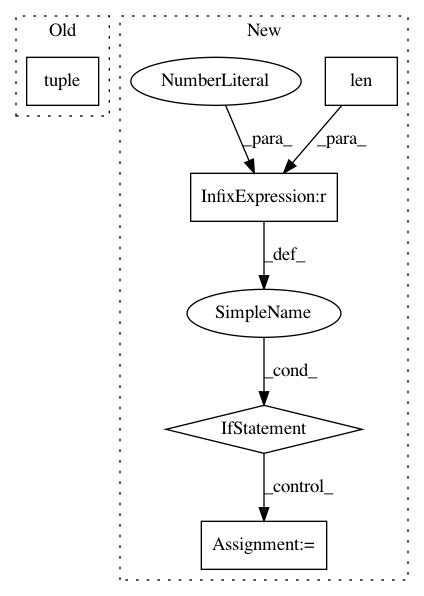 Old
New
tuple
NumberLiteral
len
_para_
_para_
InfixExpression:r
_def_
SimpleName
_cond_
IfStatement
_control_
Assignment:=